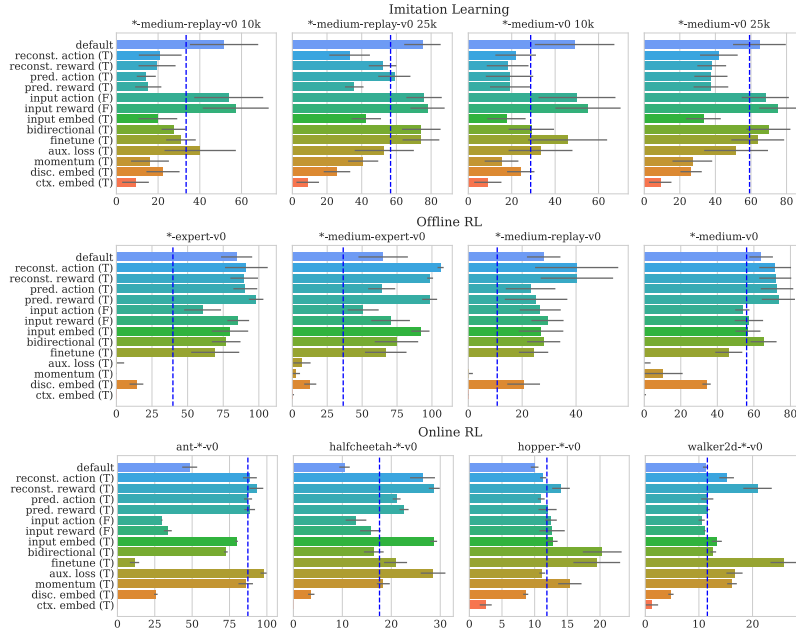 Imitation Learning
*-medium-replay-v0 10k *-medium-replay-v0 25k *-medium-v0 10k *-medium-v0 25k
default
reconst. action (T)
reconst. reward (T)
pred. action (T)
pred. reward (T)
input action (F)
input reward (F)
input embed (T)
bidirectional (T)
finetune (T)
aux. loss (T)
momentum (T)
disc. embed (T)
ctx. embed (T)
0 20 40 60 0 20 40 60 80 0 20 40 60 0 20 40 60 80
Offline RL
*-expert-v0 *-medium-expert-v0 *-medium-replay-v0 *-medium-v0
default
reconst. action (T)
reconst. reward (T)
pred. action (T)
pred. reward (T)
input action (F)
input reward (F)
input embed (T)
bidirectional (T)
finetune (T)
aux. loss (T)
momentum (T)
disc. embed (T)
ctx. embed (T)
0 25 50 75 100 0 25 50 75 100 0 20 40 0 20 40 60 80
Online RL
ant-*-v0 halfcheetah-*-v0 hopper-*-v0 walker2d-*-v0
default
reconst. action (T)
reconst. reward (T)
pred. action (T)
pred. reward (T)
input action (F)
input reward (F)
input embed (T)
bidirectional (T)
finetune (T)
aux. loss (T)
momentum (T)
disc. embed (T)
ctx. embed (T)
0 25 50 75 100 0 10 20 30 0 10 20 0 10 20